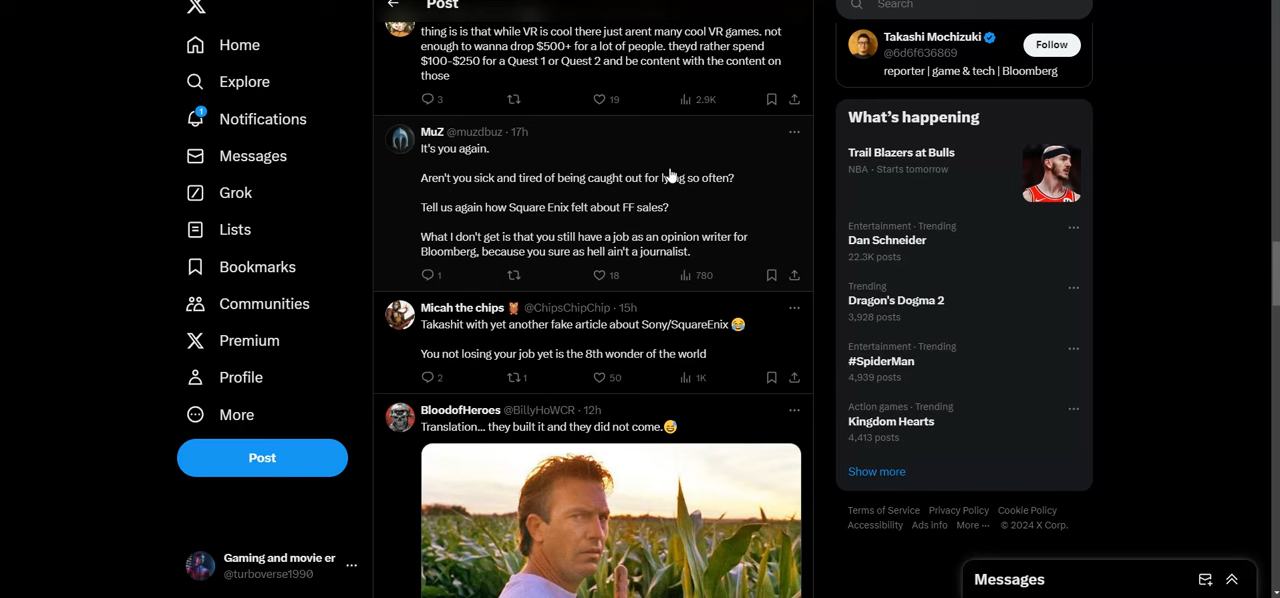 Home
Explore
1
Notifications
Messages
Grok
Lists
Bookmarks
Communities
Premium
Profile
More
Post
Gaming and movie er
@turboverse1990
Post
thing is is that while VR is cool there just arent many cool VR games. not
enough to wanna drop $500+ for a lot of people. theyd rather spend
$100-$250 for a Quest 1 or Quest 2 and be content with the content on
those
3 19 2.9K
MuZ @muzdbuz · 17h
It's you again.
Aren't you sick and tired of being caught out for lying so often?
Tell us again how Square Enix felt about FF sales?
What I don't get is that you still have a job as an opinion writer for
Bloomberg, because you sure as hell ain't a journalist.
1 18 780
Micah the chips @ChipsChipChip · 15h
Takashit with yet another fake article about Sony/SquareEnix 😂
You not losing your job yet is the 8th wonder of the world
2 1 50 1K
BloodofHeroes @BillyHoWCR · 12h
Translation... they built it and they did not come.😅
Search
Takashi Mochizuki
@6d6f636869
Follow
reporter | game & tech | Bloomberg
What's happening
Trail Blazers at Bulls
NBA · Starts tomorrow
Entertainment · Trending
Dan Schneider
22.3K posts
Trending
Dragon's Dogma 2
3,928 posts
Entertainment · Trending
#SpiderMan
4,939 posts
Action games · Trending
Kingdom Hearts
4,413 posts
Show more
Terms of Service Privacy Policy Cookie Policy
Accessibility Ads info More ··· © 2024 X Corp.
Messages